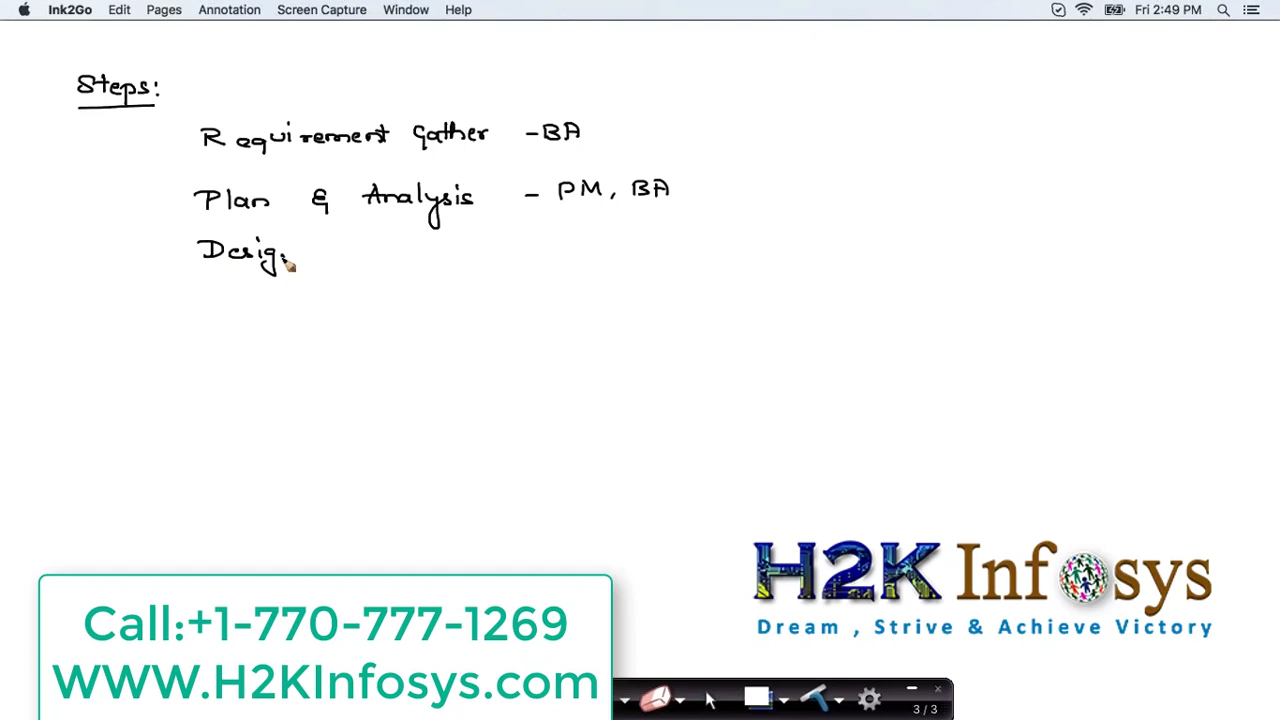 Ink2Go Edit Pages Annotation Screen Capture Window Help Fri 2:49 PM
Steps:
Requirement Gather - BA
Plan & Analysis - PM, BA
Desig
H2K Infosys
Dream , Strive & Achieve Victory
Call:+1-770-777-1269
WWW.H2KInfosys.com
3 / 3